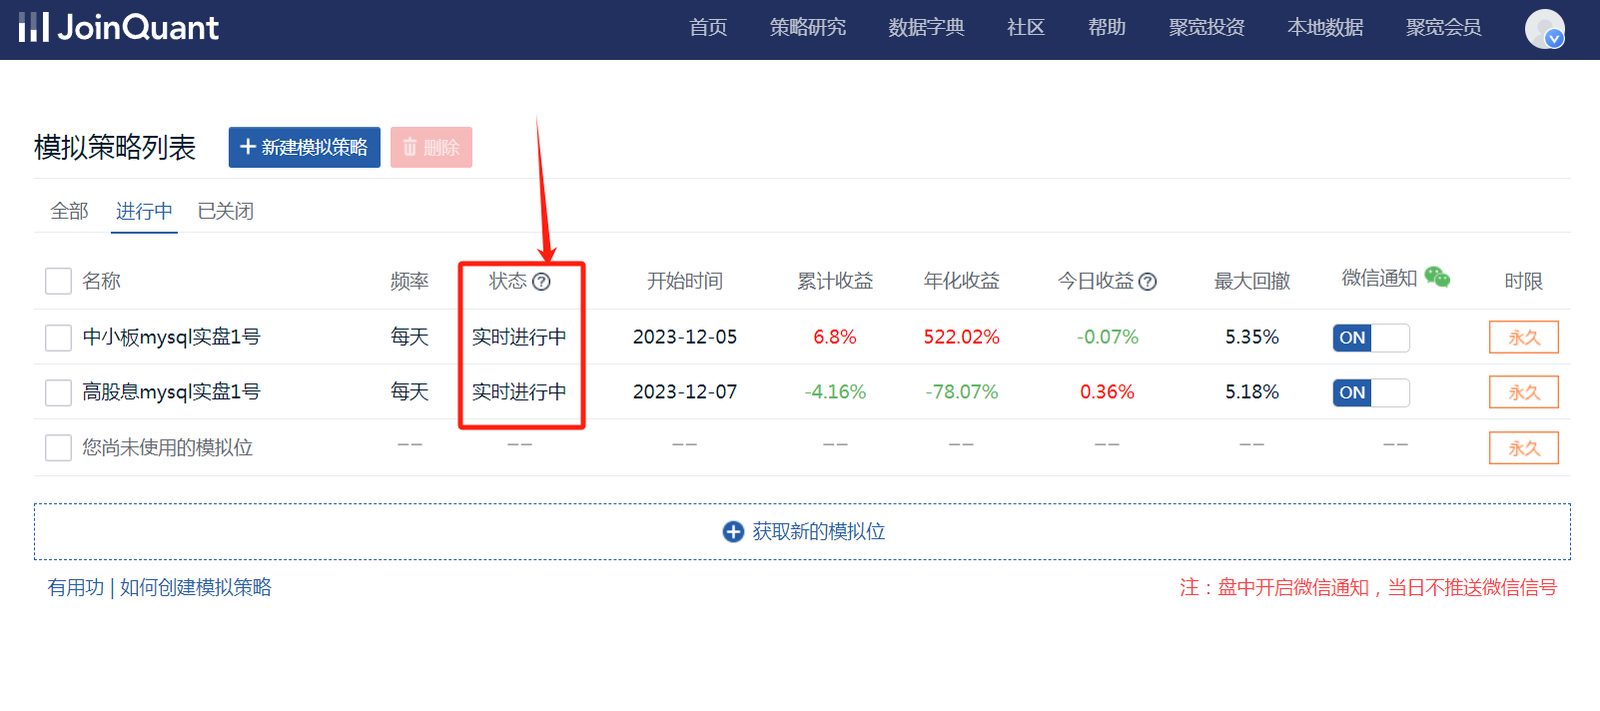 JoinQuant 首页 策略研究 数据字典 社区 帮助 聚宽投资 本地数据 聚宽会员
模拟策略列表 + 新建模拟策略 删除
全部 进行中 已关闭
名称 频率 状态 ? 开始时间 累计收益 年化收益 今日收益 ? 最大回撤 微信通知 时限
中小板mysql实盘1号 每天 实时进行中 2023-12-05 6.8% 522.02% -0.07% 5.35% ON 永久
高股息mysql实盘1号 每天 实时进行中 2023-12-07 -4.16% -78.07% 0.36% 5.18% ON 永久
您尚未使用的模拟位 -- -- -- -- -- -- -- -- 永久
获取新的模拟位
有用功 | 如何创建模拟策略 注：盘中开启微信通知，当日不推送微信信号